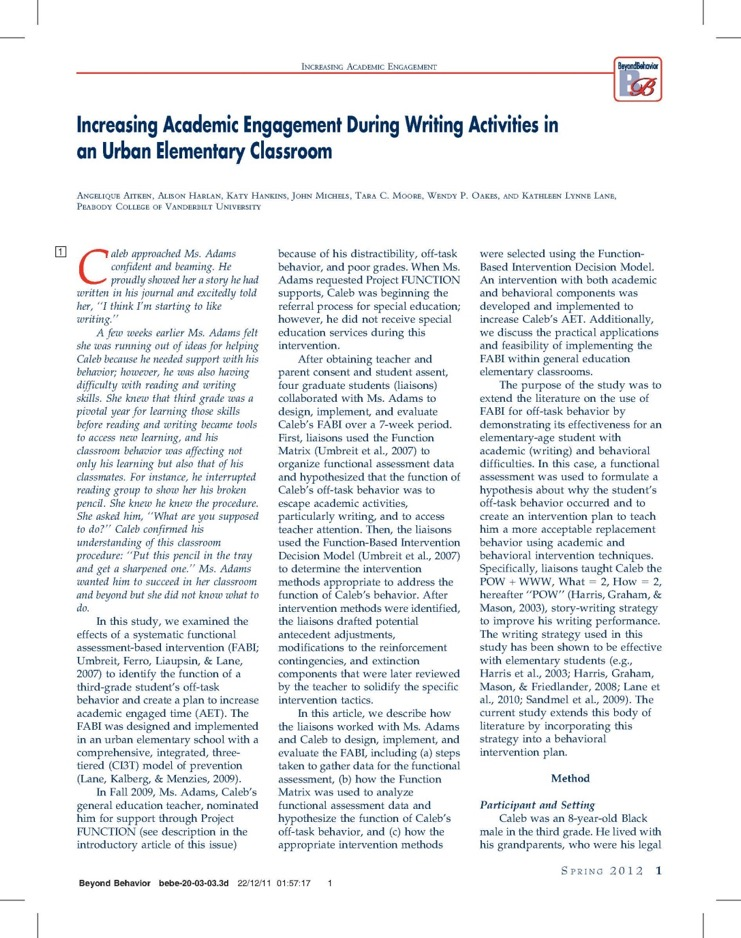 INCREASING ACADEMIC ENGAGEMENT
BeyondBehavior
BB
Increasing Academic Engagement During Writing Activities in
an Urban Elementary Classroom
ANGELIQUE AITKEN, ALISON HARLAN, KATY HANKINS, JOHN MICHELS, TARA C. MOORE, WENDY P. OAKES, AND KATHLEEN LYNNE LANE,
PEABODY COLLEGE OF VANDERBILT UNIVERSITY
1
Caleb approached Ms. Adams
confident and beaming. He
proudly showed her a story he had
written in his journal and excitedly told
her, ‘‘I think I’m starting to like
writing.’’
A few weeks earlier Ms. Adams felt
she was running out of ideas for helping
Caleb because he needed support with his
behavior; however, he was also having
difficulty with reading and writing
skills. She knew that third grade was a
pivotal year for learning those skills
before reading and writing became tools
to access new learning, and his
classroom behavior was affecting not
only his learning but also that of his
classmates. For instance, he interrupted
reading group to show her his broken
pencil. She knew he knew the procedure.
She asked him, ‘‘What are you supposed
to do?’’ Caleb confirmed his
understanding of this classroom
procedure: ‘‘Put this pencil in the tray
and get a sharpened one.’’ Ms. Adams
wanted him to succeed in her classroom
and beyond but she did not know what to
do.
In this study, we examined the
effects of a systematic functional
assessment-based intervention (FABI;
Umbreit, Ferro, Liaupsin, & Lane,
2007) to identify the function of a
third-grade student’s off-task
behavior and create a plan to increase
academic engaged time (AET). The
FABI was designed and implemented
in an urban elementary school with a
comprehensive, integrated, three-
tiered (CI3T) model of prevention
(Lane, Kalberg, & Menzies, 2009).
In Fall 2009, Ms. Adams, Caleb’s
general education teacher, nominated
him for support through Project
FUNCTION (see description in the
introductory article of this issue)
because of his distractibility, off-task
behavior, and poor grades. When Ms.
Adams requested Project FUNCTION
supports, Caleb was beginning the
referral process for special education;
however, he did not receive special
education services during this
intervention.
After obtaining teacher and
parent consent and student assent,
four graduate students (liaisons)
collaborated with Ms. Adams to
design, implement, and evaluate
Caleb’s FABI over a 7-week period.
First, liaisons used the Function
Matrix (Umbreit et al., 2007) to
organize functional assessment data
and hypothesized that the function of
Caleb’s off-task behavior was to
escape academic activities,
particularly writing, and to access
teacher attention. Then, the liaisons
used the Function-Based Intervention
Decision Model (Umbreit et al., 2007)
to determine the intervention
methods appropriate to address the
function of Caleb’s behavior. After
intervention methods were identified,
the liaisons drafted potential
antecedent adjustments,
modifications to the reinforcement
contingencies, and extinction
components that were later reviewed
by the teacher to solidify the specific
intervention tactics.
In this article, we describe how
the liaisons worked with Ms. Adams
and Caleb to design, implement, and
evaluate the FABI, including (a) steps
taken to gather data for the functional
assessment, (b) how the Function
Matrix was used to analyze
functional assessment data and
hypothesize the function of Caleb’s
off-task behavior, and (c) how the
appropriate intervention methods
were selected using the Function-
Based Intervention Decision Model.
An intervention with both academic
and behavioral components was
developed and implemented to
increase Caleb’s AET. Additionally,
we discuss the practical applications
and feasibility of implementing the
FABI within general education
elementary classrooms.
The purpose of the study was to
extend the literature on the use of
FABI for off-task behavior by
demonstrating its effectiveness for an
elementary-age student with
academic (writing) and behavioral
difficulties. In this case, a functional
assessment was used to formulate a
hypothesis about why the student’s
off-task behavior occurred and to
create an intervention plan to teach
him a more acceptable replacement
behavior using academic and
behavioral intervention techniques.
Specifically, liaisons taught Caleb the
POW + WWW, What = 2, How = 2,
hereafter ‘‘POW’’ (Harris, Graham, &
Mason, 2003), story-writing strategy
to improve his writing performance.
The writing strategy used in this
study has been shown to be effective
with elementary students (e.g.,
Harris et al., 2003; Harris, Graham,
Mason, & Friedlander, 2008; Lane et
al., 2010; Sandmel et al., 2009). The
current study extends this body of
literature by incorporating this
strategy into a behavioral
intervention plan.
Method
Participant and Setting
Caleb was an 8-year-old Black
male in the third grade. He lived with
his grandparents, who were his legal
SPRING 2012 1
Beyond Behavior bebe-20-03-03.3d 22/12/11 01:57:17 1